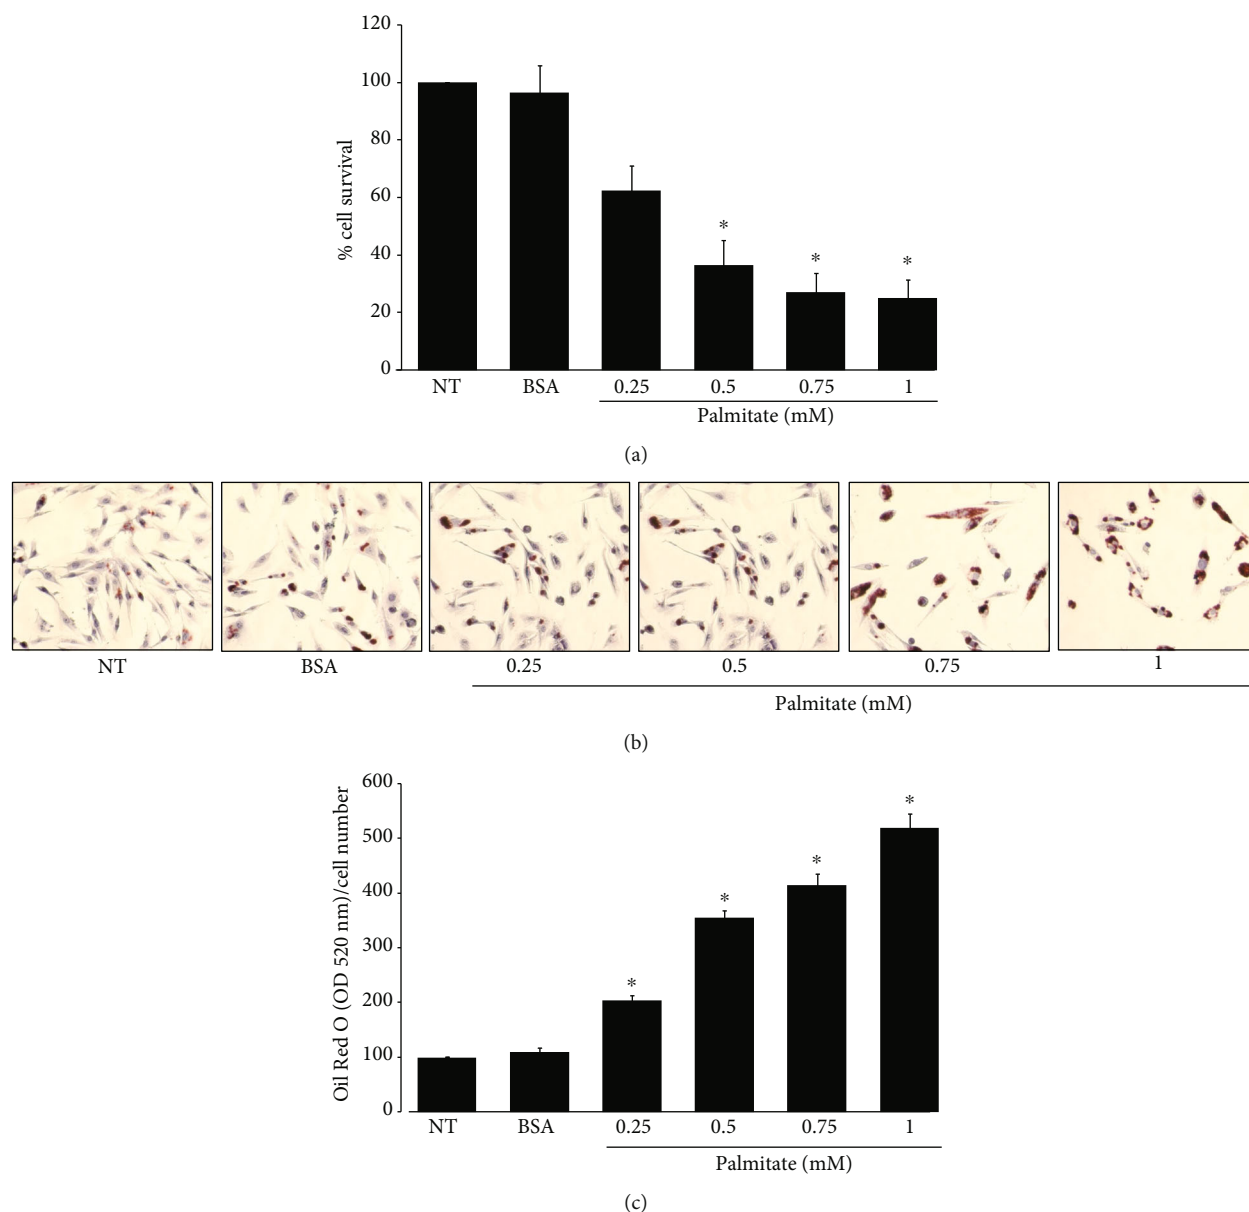 120
100
80
60
40
20
0
% cell survival
*
*
*
NT BSA 0.25 0.5 0.75 1
Palmitate (mM)
(a)
NT BSA 0.25 0.5 0.75 1
Palmitate (mM)
(b)
600
500
400
300
200
100
0
Oil Red O (OD 520 nm)/cell number
*
*
*
*
NT BSA 0.25 0.5 0.75 1
Palmitate (mM)
(c)